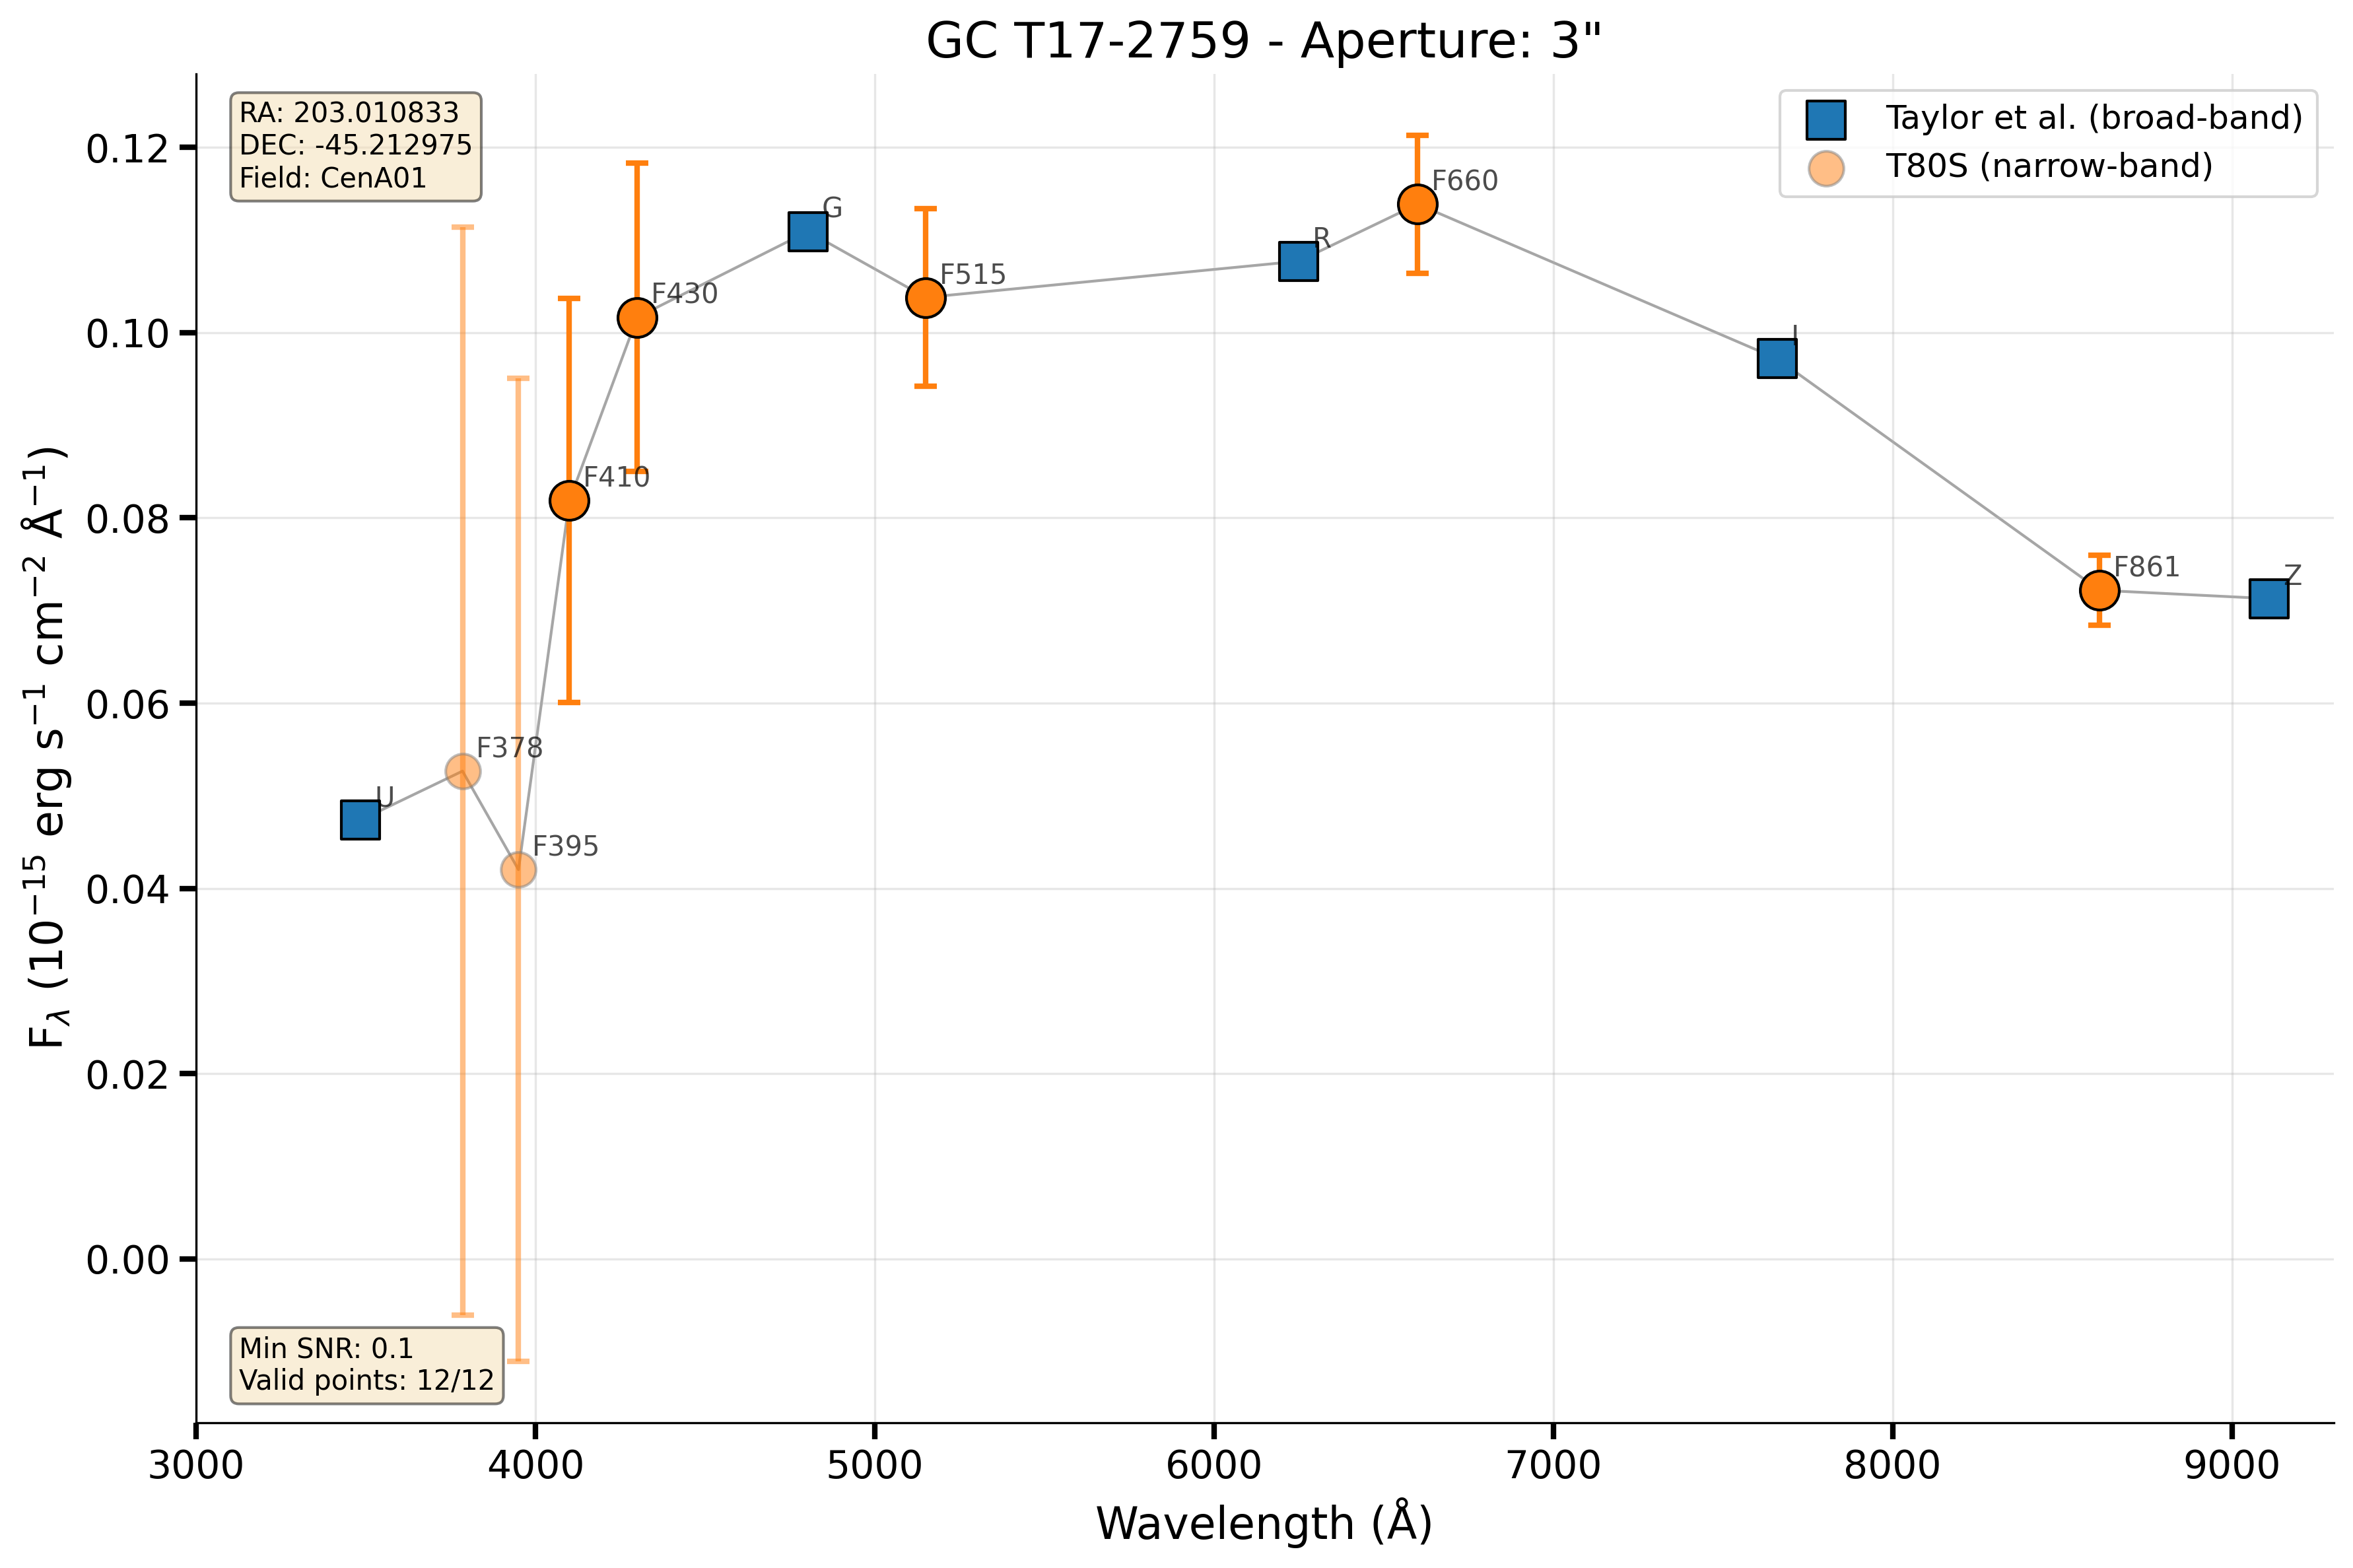 GC T17-2759 - Aperture: 3"
RA: 203.010833
DEC: -45.212975
Field: CenA01
Taylor et al. (broad-band)
T80S (narrow-band)
0.12
0.10
0.08
0.06
0.04
0.02
0.00
F_λ (10⁻¹⁵ erg s⁻¹ cm⁻² Å⁻¹)
U
F378
F395
F410
F430
G
F515
R
F660
I
F861
Z
Min SNR: 0.1
Valid points: 12/12
3000 4000 5000 6000 7000 8000 9000
Wavelength (Å)